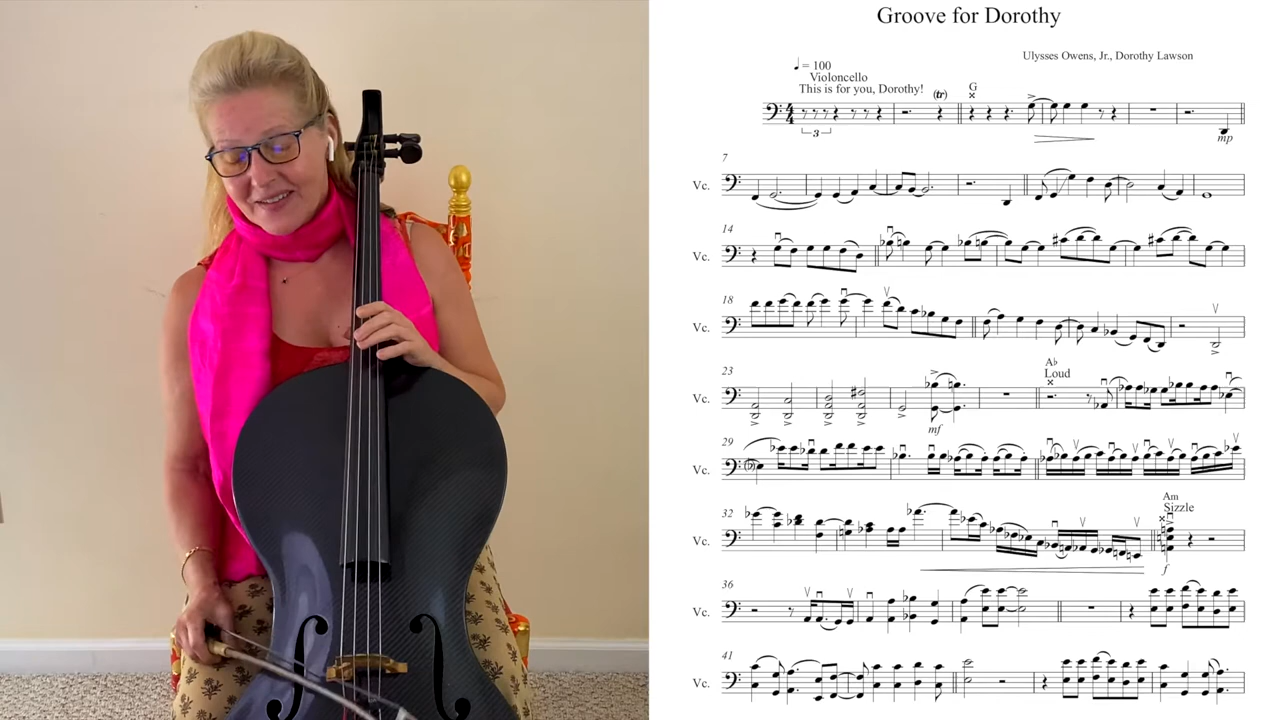 Groove for Dorothy
Ulysses Owens, Jr., Dorothy Lawson
♩ = 100
Violoncello
This is for you, Dorothy!
(tr)
G
3
mp
7
Vc.
14
Vc.
18
Vc.
23
Vc.
A♭
Loud
mf
29
Vc.
32
Vc.
Am
Sizzle
f
36
Vc.
41
Vc.